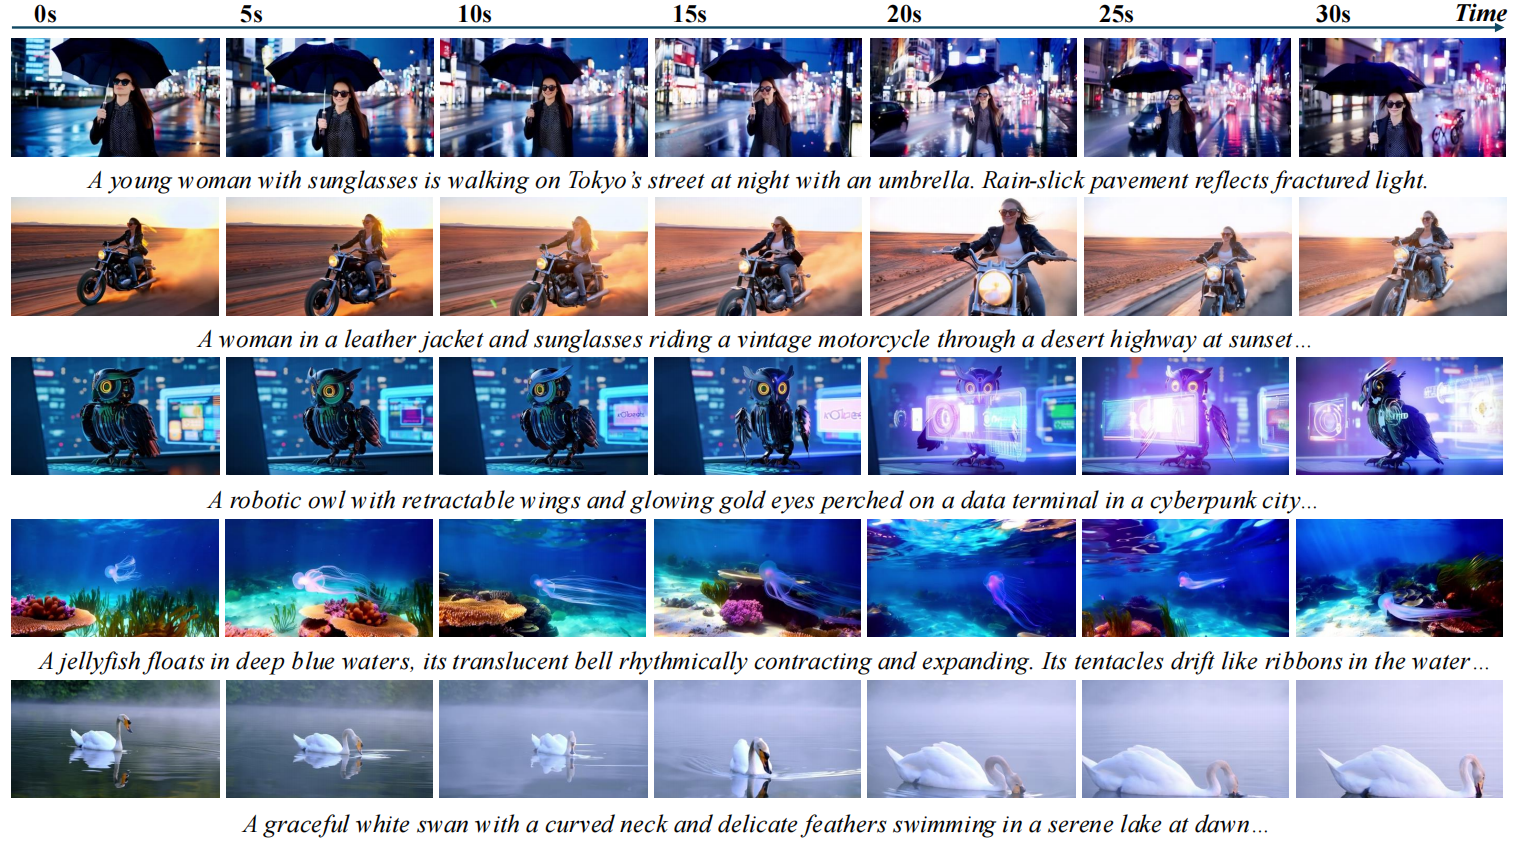 0s 5s 10s 15s 20s 25s 30s Time
A young woman with sunglasses is walking on Tokyo's street at night with an umbrella. Rain-slick pavement reflects fractured light.
A woman in a leather jacket and sunglasses riding a vintage motorcycle through a desert highway at sunset…
A robotic owl with retractable wings and glowing gold eyes perched on a data terminal in a cyberpunk city…
A jellyfish floats in deep blue waters, its translucent bell rhythmically contracting and expanding. Its tentacles drift like ribbons in the water…
A graceful white swan with a curved neck and delicate feathers swimming in a serene lake at dawn…